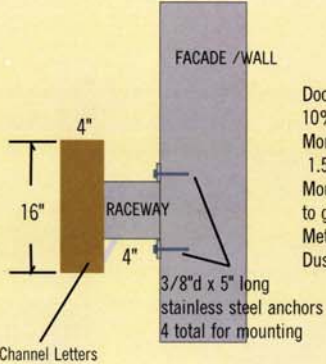 FACADE /WALL
4"
16"
RACEWAY
4"
3/8"d x 5" long
stainless steel anchors
4 total for mounting
Channel Letters
Doc
10%
Mor
1.5
Mor
to g
Met
Dus